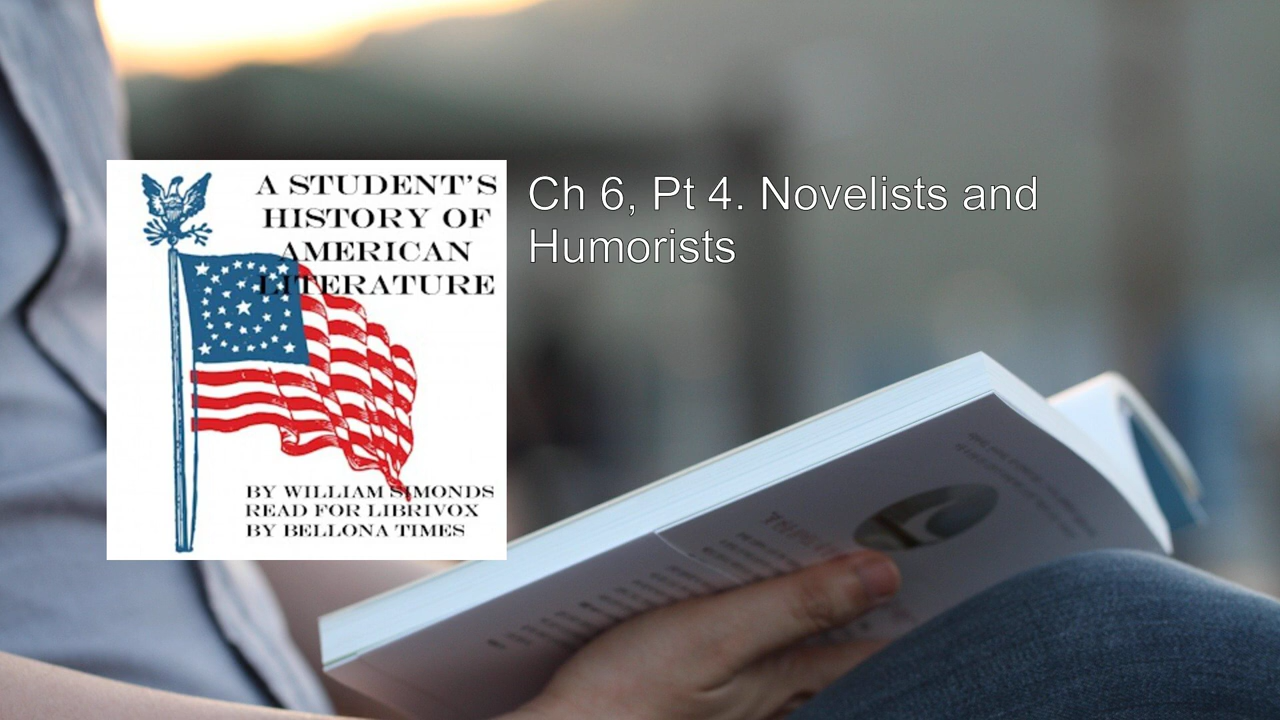 A STUDENT'S
HISTORY OF
AMERICAN
LITERATURE
BY WILLIAM SIMONDS
READ FOR LIBRIVOX
BY BELLONA TIMES
Ch 6, Pt 4. Novelists and
Humorists